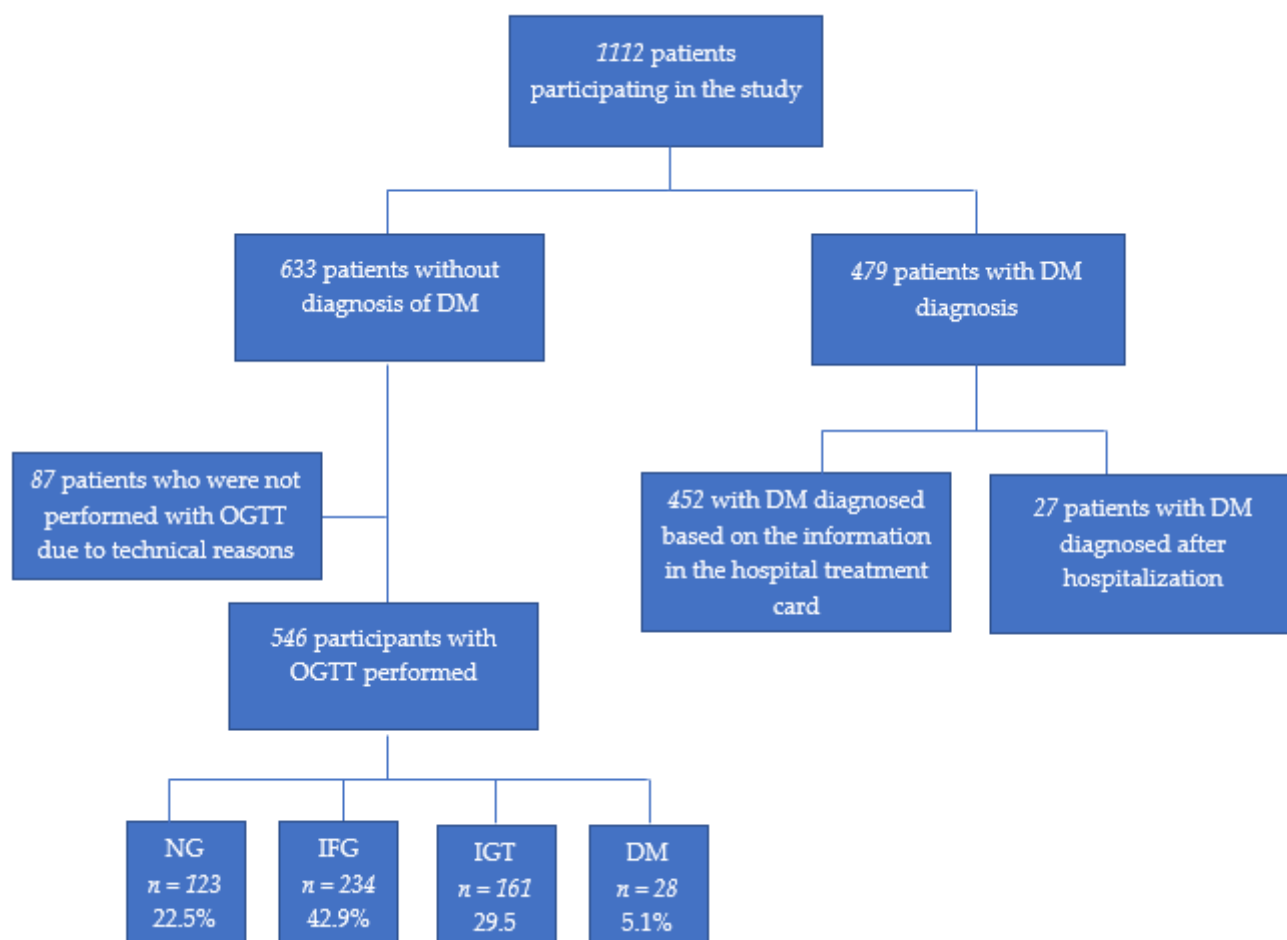 1112 patients
participating in the study
633 patients without
diagnosis of DM
479 patients with DM
diagnosis
87 patients who were not
performed with OGTT
due to technical reasons
452 with DM diagnosed
based on the information
in the hospital treatment
card
27 patients with DM
diagnosed after
hospitalization
546 participants with
OGTT performed
NG
n = 123
22.5%
IFG
n = 234
42.9%
IGT
n = 161
29.5
DM
n = 28
5.1%